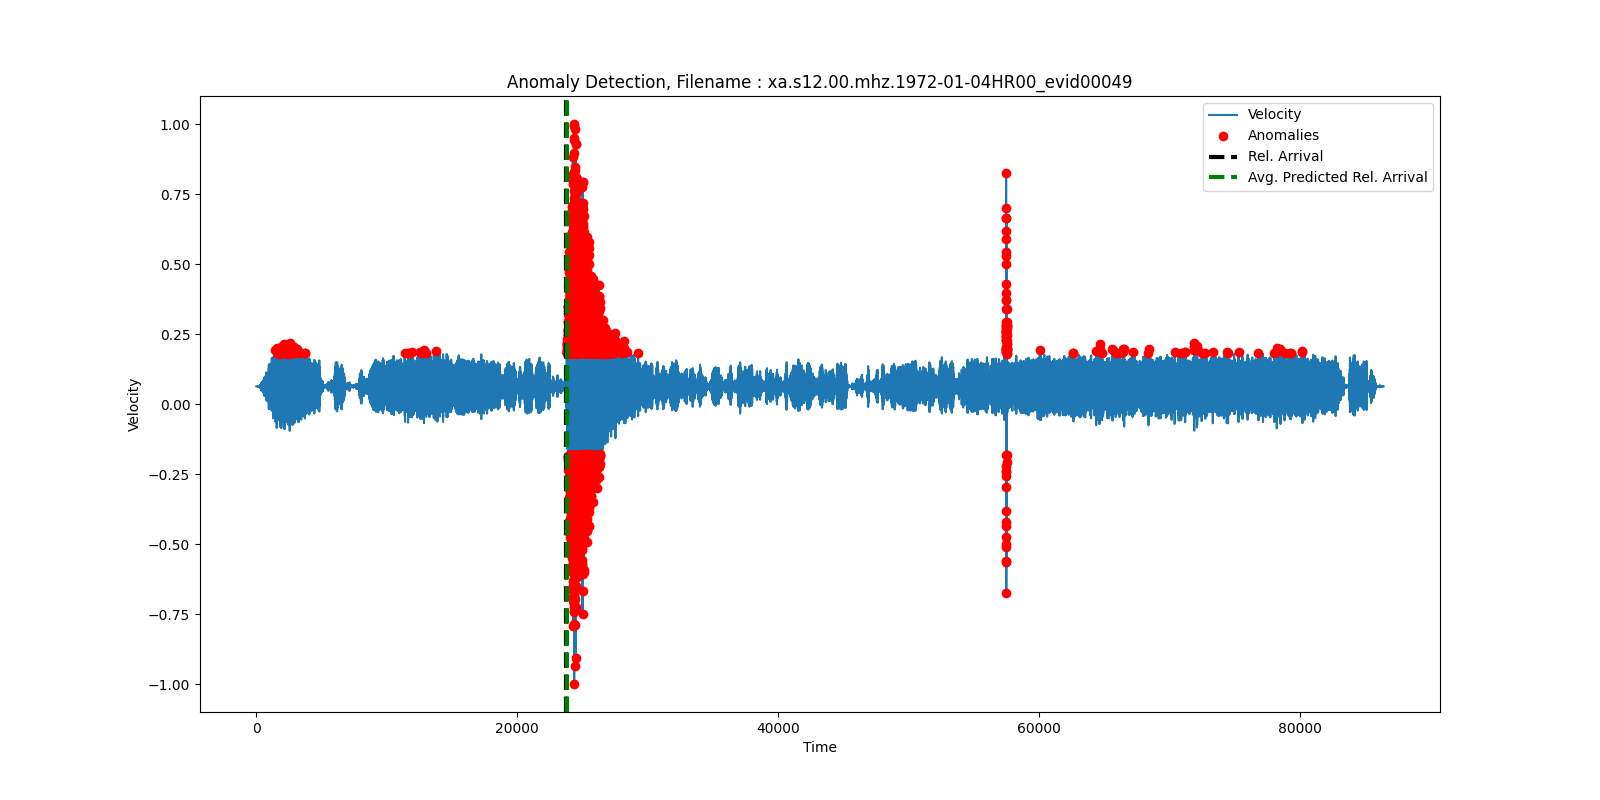 Anomaly Detection, Filename : xa.s12.00.mhz.1972-01-04HR00_evid00049
Velocity
Anomalies
Rel. Arrival
Avg. Predicted Rel. Arrival
1.00
0.75
0.50
0.25
0.00
−0.25
−0.50
−0.75
−1.00
Velocity
0
20000
40000
60000
80000
Time